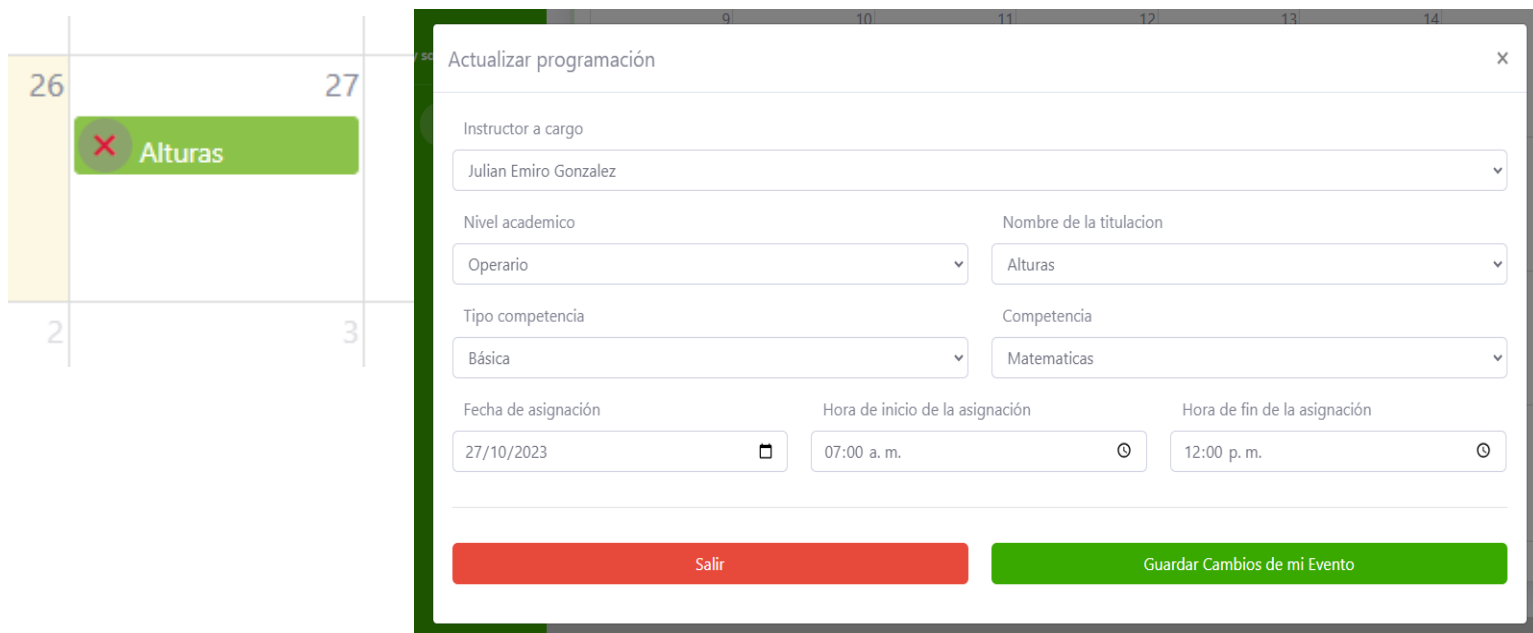 26
27
Alturas
2
3
9 10 11 12 13 14
Actualizar programación
Instructor a cargo
Julian Emiro Gonzalez
Nivel academico
Nombre de la titulacion
Operario
Alturas
Tipo competencia
Competencia
Básica
Matematicas
Fecha de asignación
Hora de inicio de la asignación
Hora de fin de la asignación
27/10/2023
07:00 a. m.
12:00 p. m.
Salir
Guardar Cambios de mi Evento